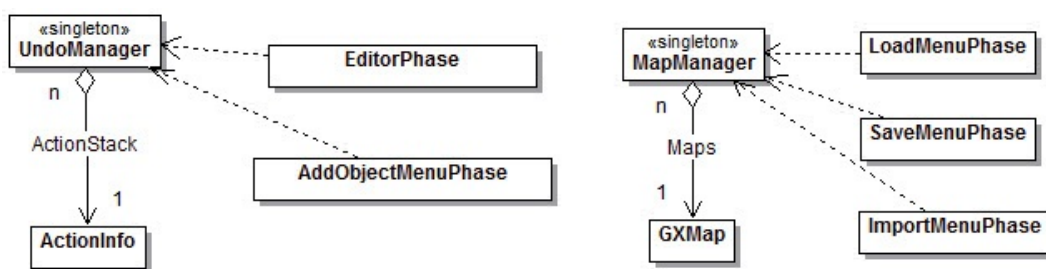 «singleton»
UndoManager
EditorPhase
n
ActionStack
AddObjectMenuPhase
1
ActionInfo
«singleton»
MapManager
LoadMenuPhase
n
SaveMenuPhase
Maps
1
ImportMenuPhase
GXMap